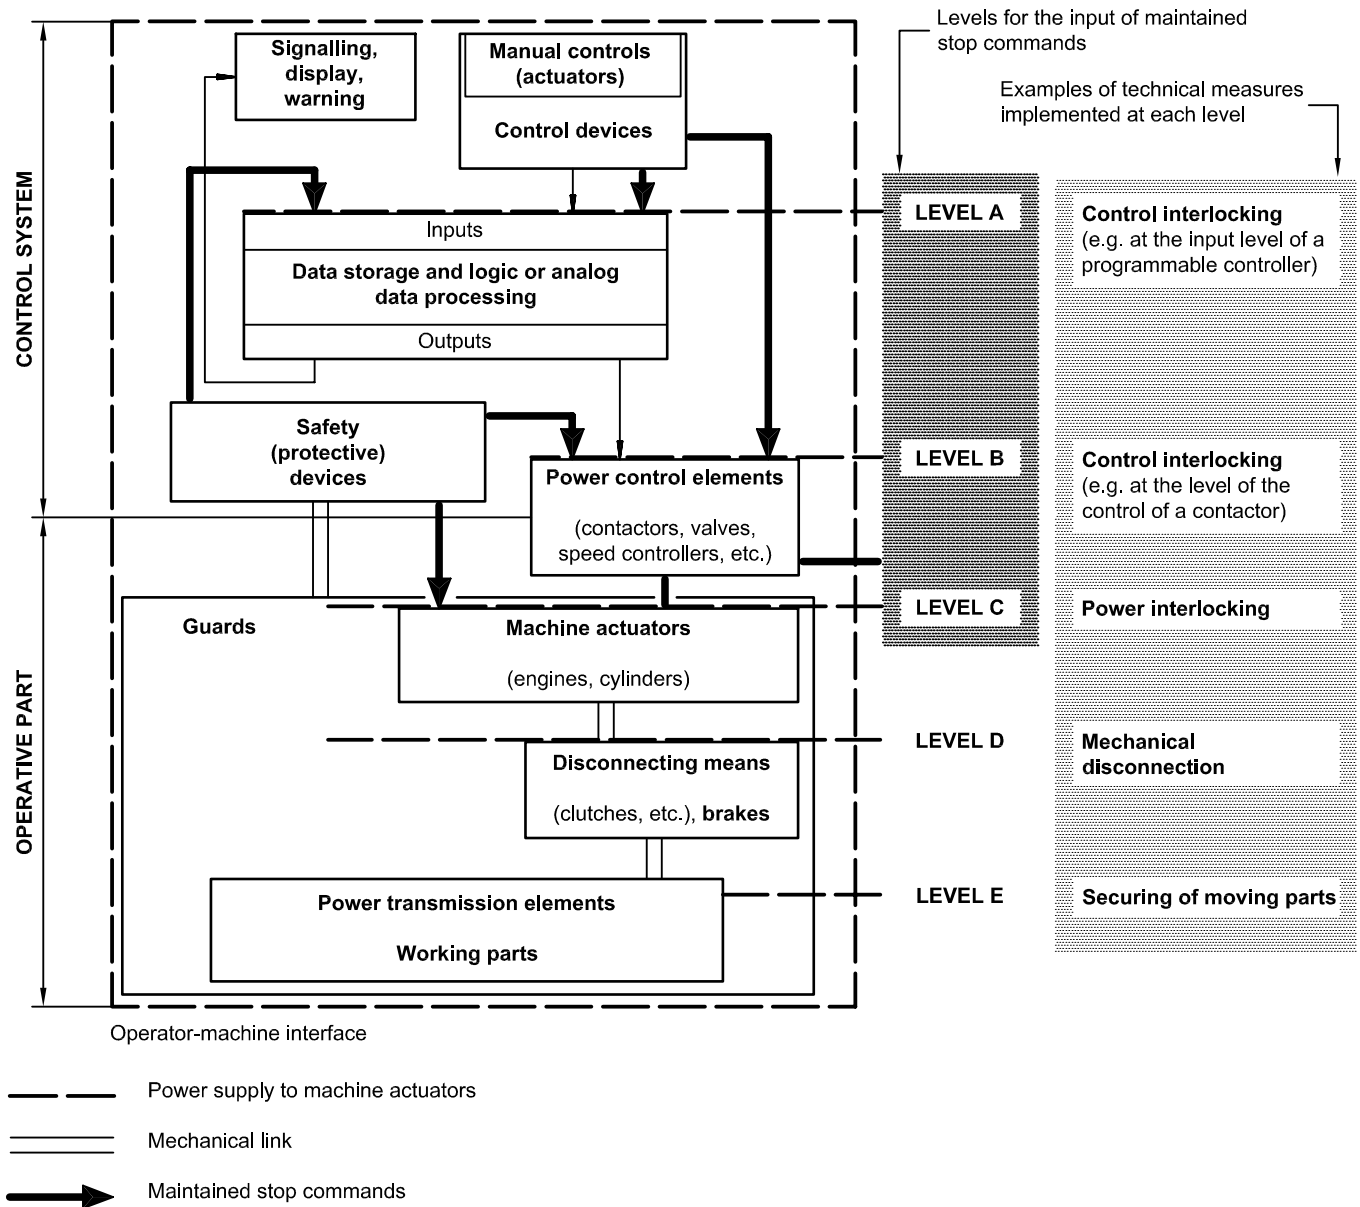 Levels for the input of maintained
stop commands
Examples of technical measures
implemented at each level
CONTROL SYSTEM
Signalling,
display,
warning
Manual controls
(actuators)
Control devices
LEVEL A
Control interlocking
(e.g. at the input level of a
programmable controller)
Inputs
Data storage and logic or analog
data processing
Outputs
Safety
(protective)
devices
LEVEL B
Control interlocking
(e.g. at the level of the
control of a contactor)
Power control elements
(contactors, valves,
speed controllers, etc.)
OPERATIVE PART
Guards
LEVEL C
Power interlocking
Machine actuators
(engines, cylinders)
LEVEL D
Mechanical
disconnection
Disconnecting means
(clutches, etc.), brakes
LEVEL E
Securing of moving parts
Power transmission elements
Working parts
Operator-machine interface
Power supply to machine actuators
Mechanical link
Maintained stop commands